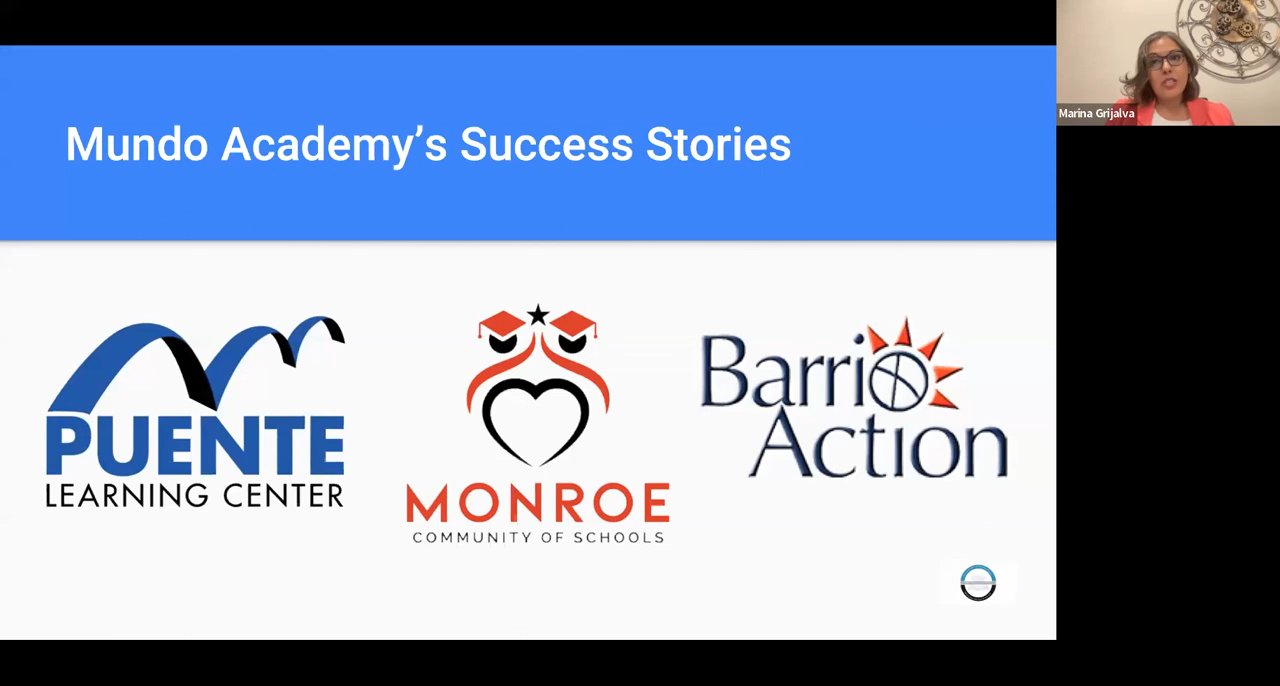 Mundo Academy’s Success Stories
Marina Grijalva
PUENTE
LEARNING CENTER
MONROE
COMMUNITY OF SCHOOLS
Barrio
Action